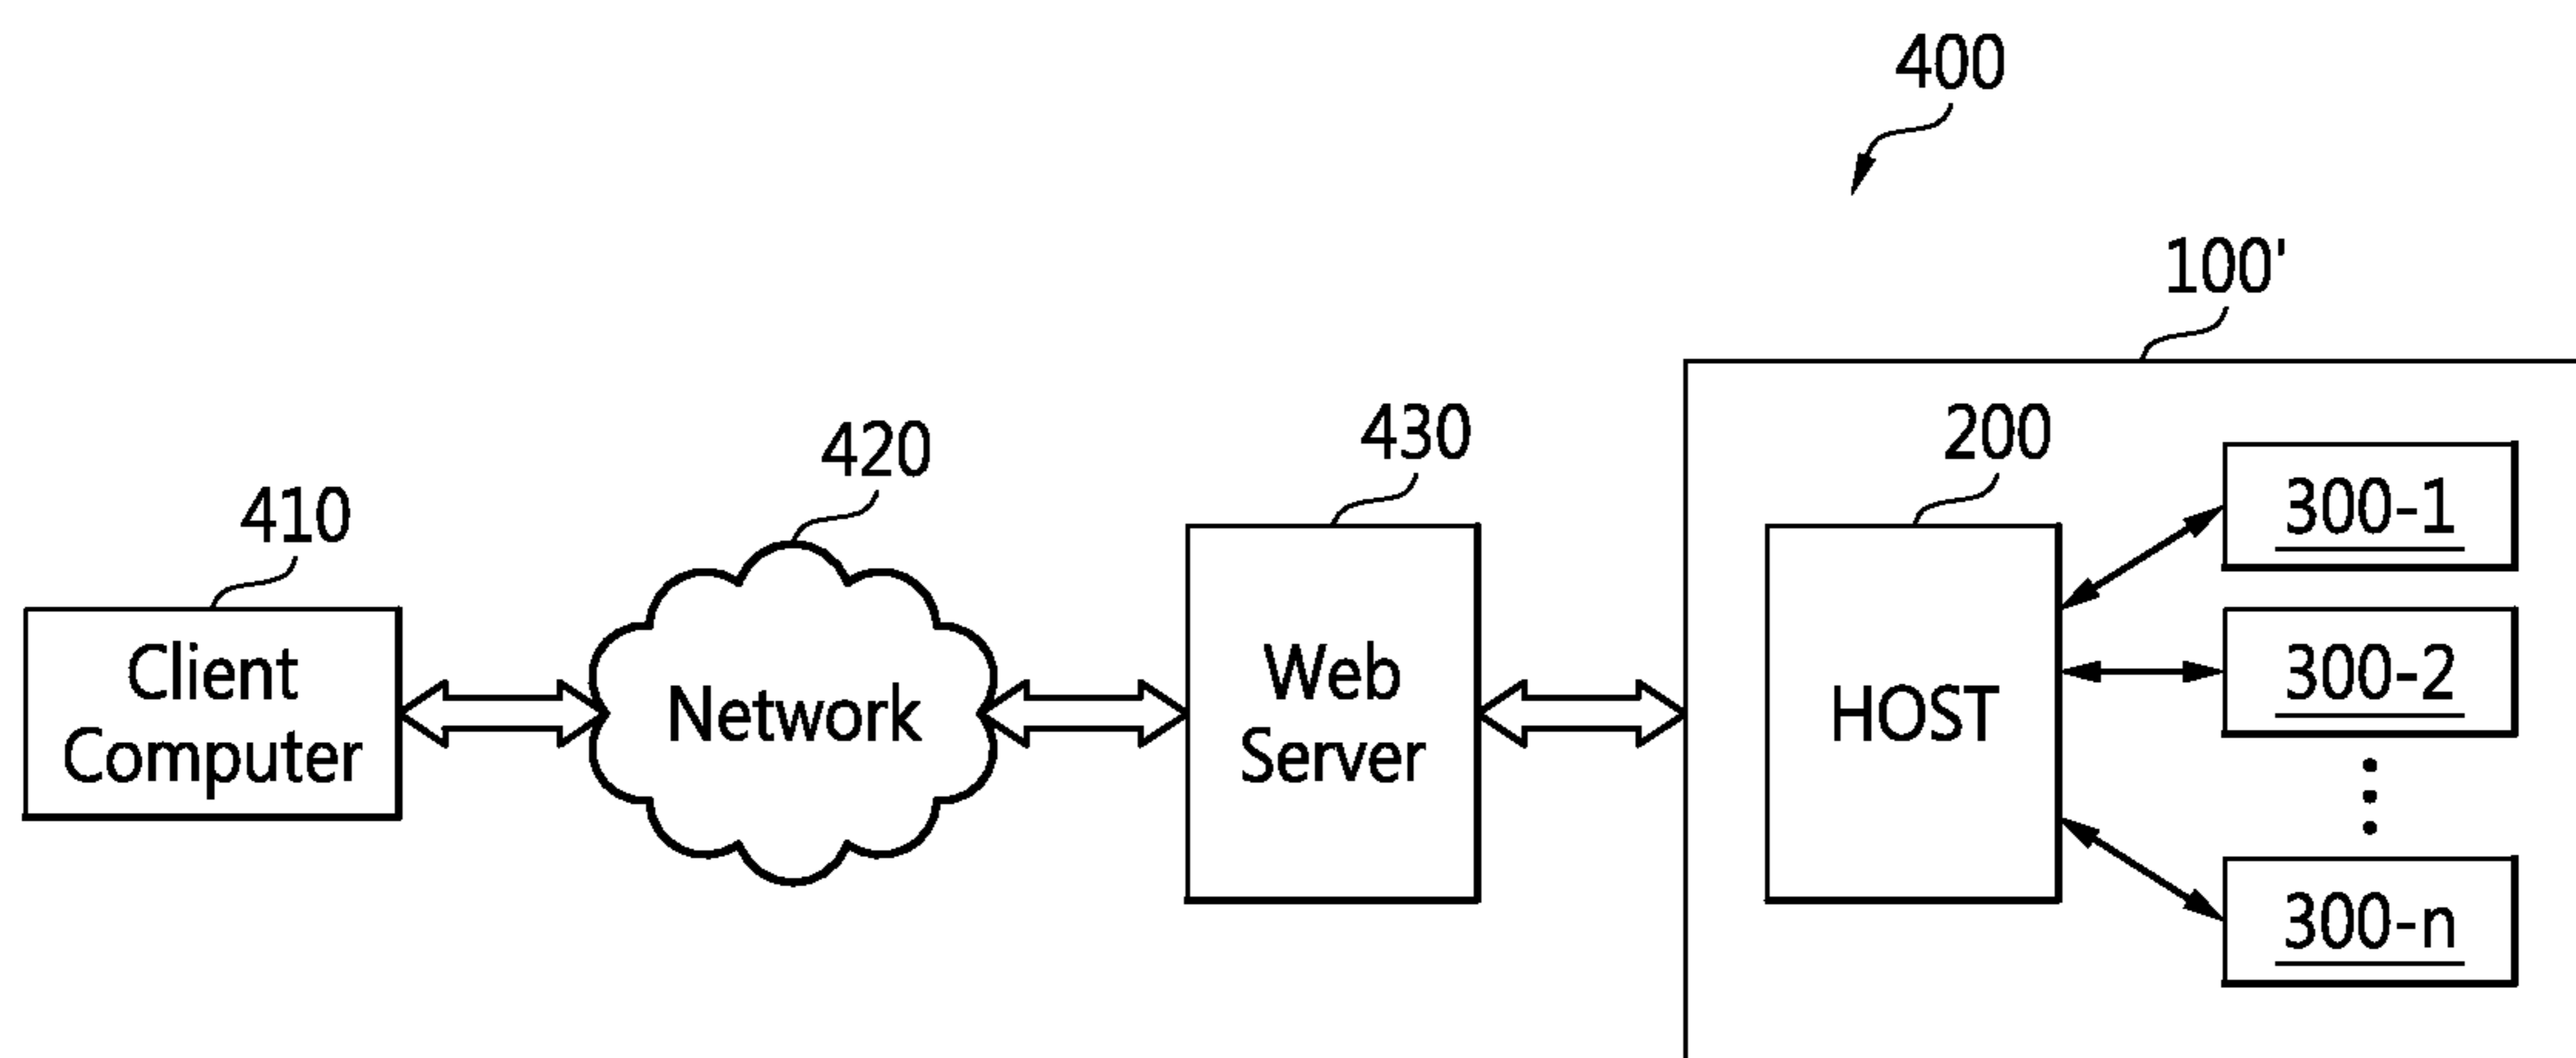 400
100'
200
430
420
410
300-1
300-2
300-n
HOST
Web
Server
Network
Client
Computer